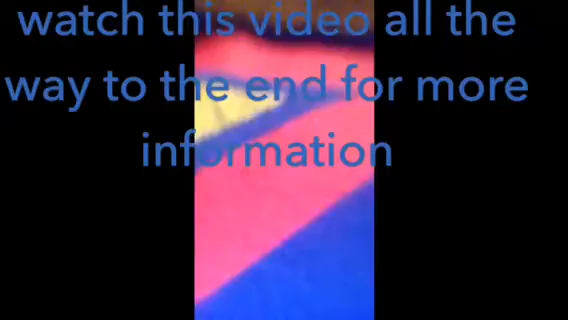 watch this video all the
way to the end for more
information